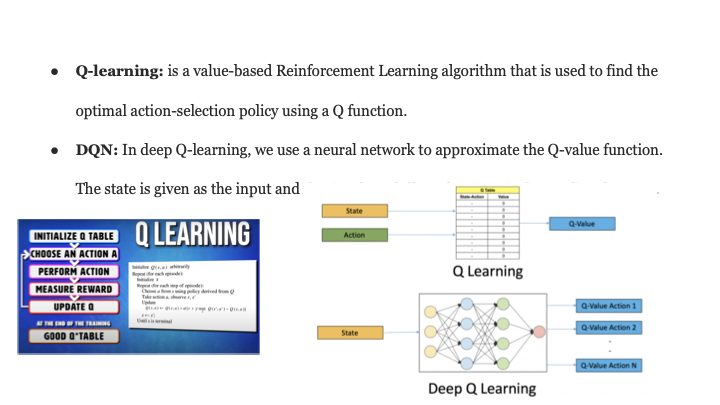 Q-learning: is a value-based Reinforcement Learning algorithm that is used to find the
optimal action-selection policy using a Q function.
DQN: In deep Q-learning, we use a neural network to approximate the Q-value function.
The state is given as the input and
Q LEARNING
INITIALIZE Q TABLE
CHOOSE AN ACTION A
PERFORM ACTION
MEASURE REWARD
UPDATE Q
AT THE END OF THE TRAINING
GOOD Q*TABLE
Q Table
State-Action Value
State
Action
Q-Value
Q Learning
State
Q-Value Action 1
Q-Value Action 2
Q-Value Action N
Deep Q Learning